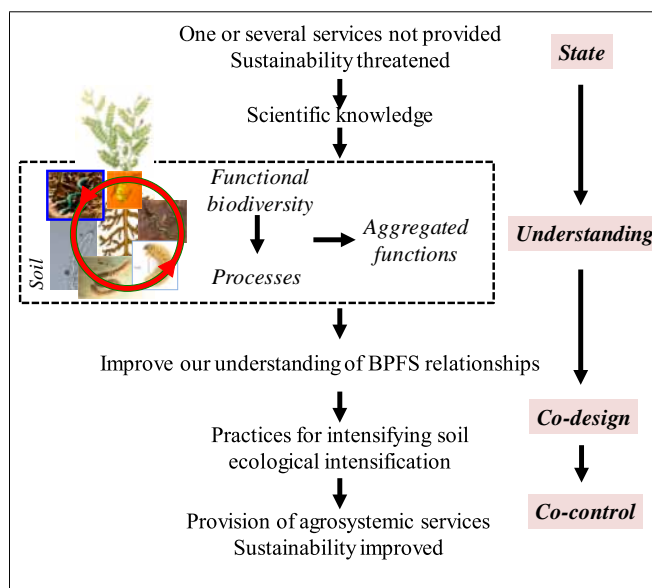 One or several services not provided
Sustainability threatened
State
Scientific knowledge
Functional
biodiversity
Aggregated
functions
Processes
Soil
Understanding
Improve our understanding of BPFS relationships
Co-design
Practices for intensifying soil
ecological intensification
Co-control
Provision of agrosystemic services
Sustainability improved